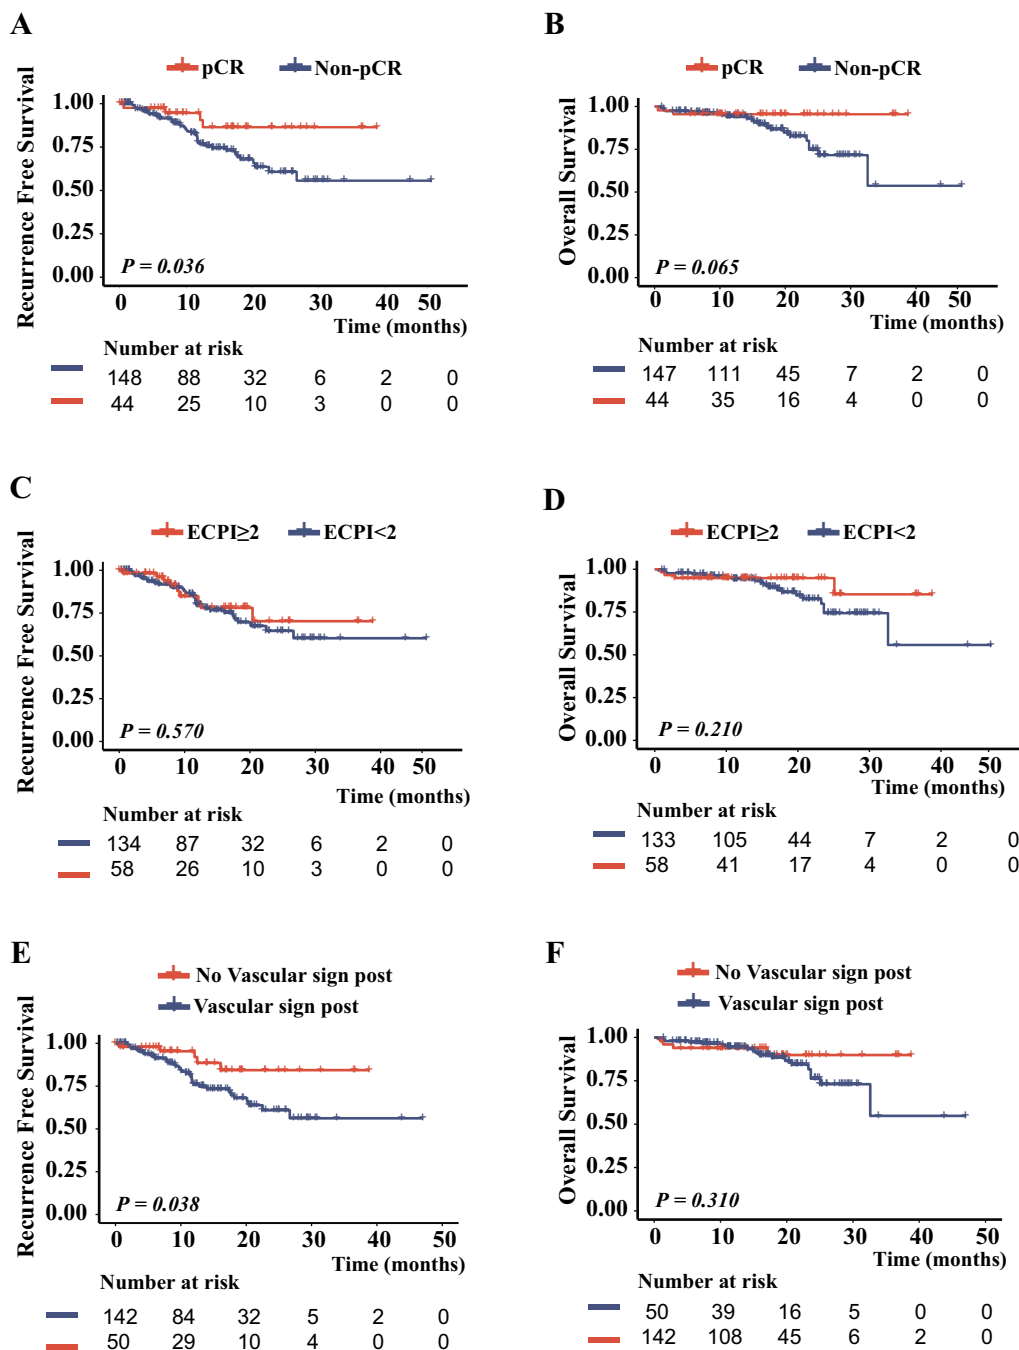 A
pCR Non-pCR
Recurrence Free Survival
1.00
0.75
0.50
0.25
0.00
P = 0.036
0 10 20 30 40 50
Time (months)
Number at risk
148 88 32 6 2 0
44 25 10 3 0 0
B
pCR Non-pCR
Overall Survival
1.00
0.75
0.50
0.25
0.00
P = 0.065
0 10 20 30 40 50
Time (months)
Number at risk
147 111 45 7 2 0
44 35 16 4 0 0
C
ECPI≥2 ECPI<2
Recurrence Free Survival
1.00
0.75
0.50
0.25
0.00
P = 0.570
0 10 20 30 40 50
Time (months)
Number at risk
134 87 32 6 2 0
58 26 10 3 0 0
D
ECPI≥2 ECPI<2
Overall Survival
1.00
0.75
0.50
0.25
0.00
P = 0.210
0 10 20 30 40 50
Time (months)
Number at risk
133 105 44 7 2 0
58 41 17 4 0 0
E
No Vascular sign post
Vascular sign post
Recurrence Free Survival
1.00
0.75
0.50
0.25
0.00
P = 0.038
0 10 20 30 40 50
Time (months)
Number at risk
142 84 32 5 2 0
50 29 10 4 0 0
F
No Vascular sign post
Vascular sign post
Overall Survival
1.00
0.75
0.50
0.25
0.00
P = 0.310
0 10 20 30 40 50
Time (months)
Number at risk
50 39 16 5 0 0
142 108 45 6 2 0